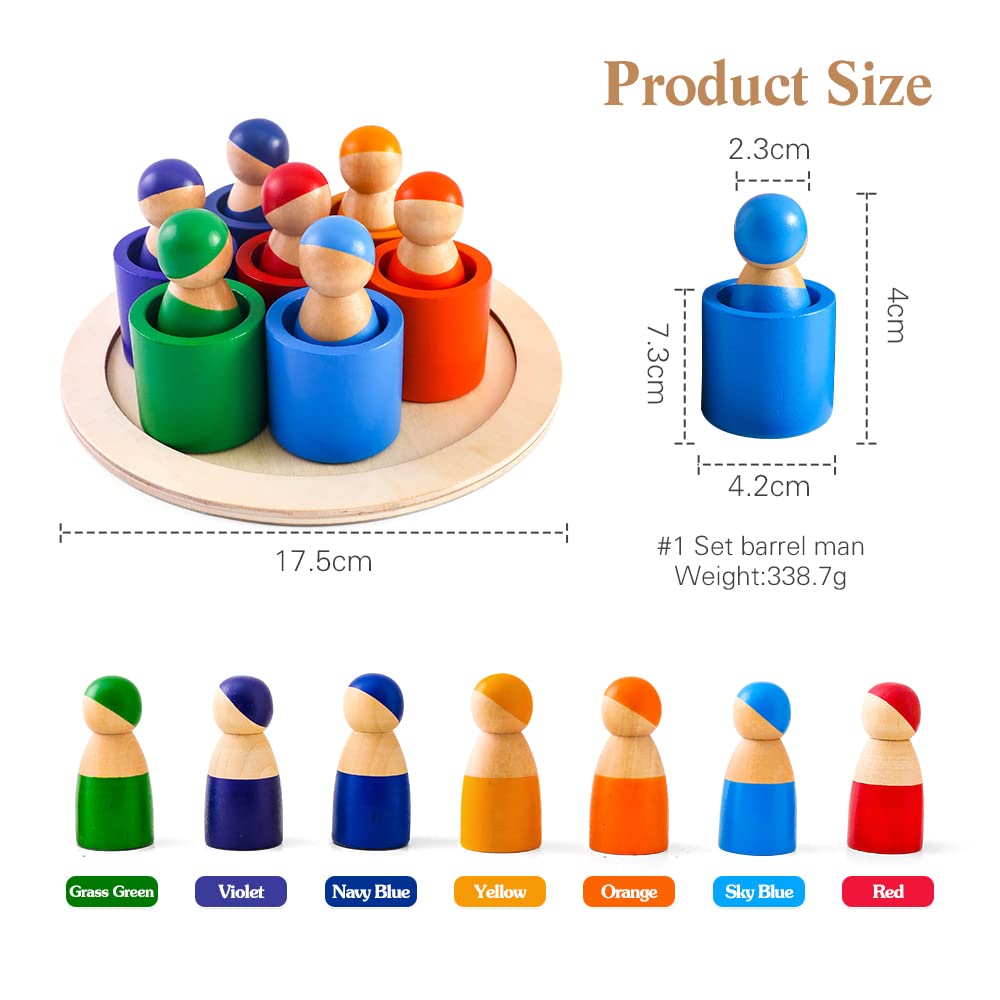 Product Size
2.3cm
7.3cm
4cm
4.2cm
17.5cm
#1 Set barrel man
Weight:338.7g
Grass Green
Violet
Navy Blue
Yellow
Orange
Sky Blue
Red